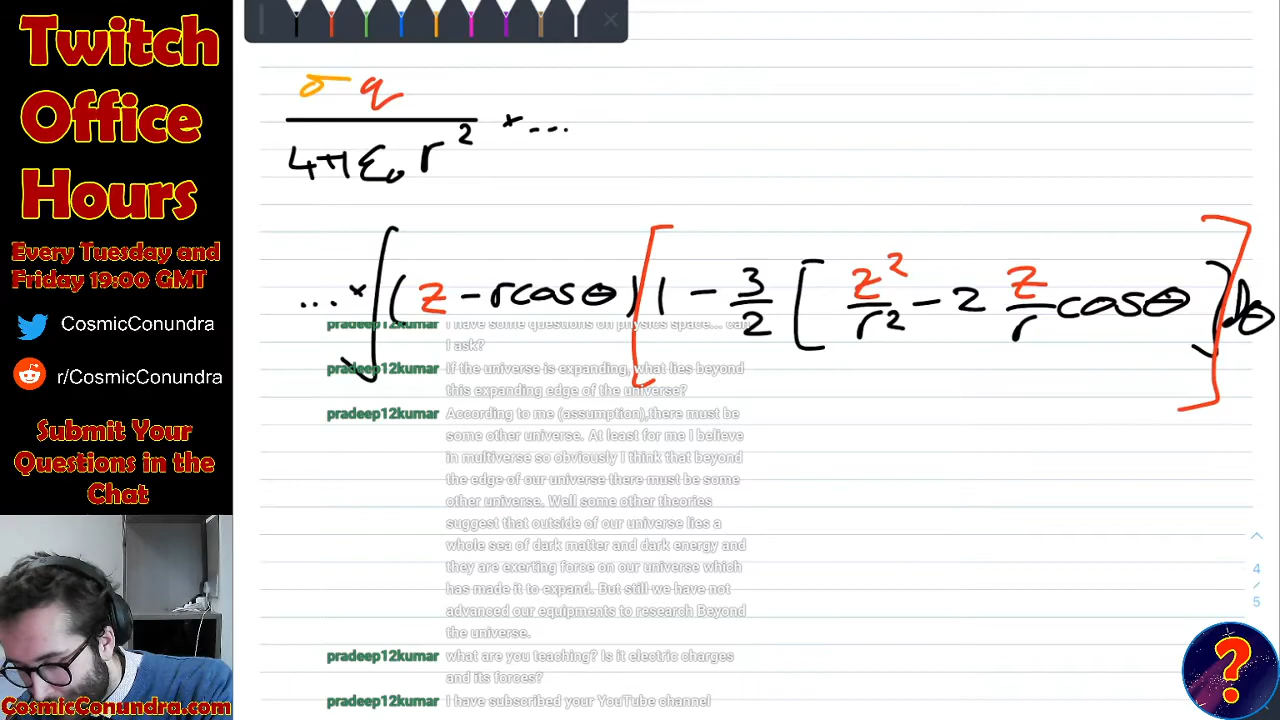 Twitch
Office
Hours
Every Tuesday and
Friday 19:00 GMT
CosmicConundra
r/CosmicConundra
Submit Your
Questions in the
Chat
CosmicConundra.com
σ q
4πε₀ r² × ...
... × ∫ (z - r cos θ) [1 - 3/2 [z²/r² - 2 z/r cos θ]] dθ
pradeep12kumar I have some questions on physics space... can
I ask?
pradeep12kumar If the universe is expanding, what lies beyond
this expanding edge of the universe?
pradeep12kumar According to me (assumption),there must be
some other universe. At least for me I believe
in multiverse so obviously I think that beyond
the edge of our universe there must be some
other universe. Well some other theories
suggest that outside of our universe lies a
whole sea of dark matter and dark energy and
they are exerting force on our universe which
has made it to expand. But still we have not
advanced our equipments to research Beyond
the universe.
pradeep12kumar what are you teaching? Is it electric charges
and its forces?
pradeep12kumar I have subscribed your YouTube channel
4
/
5
?